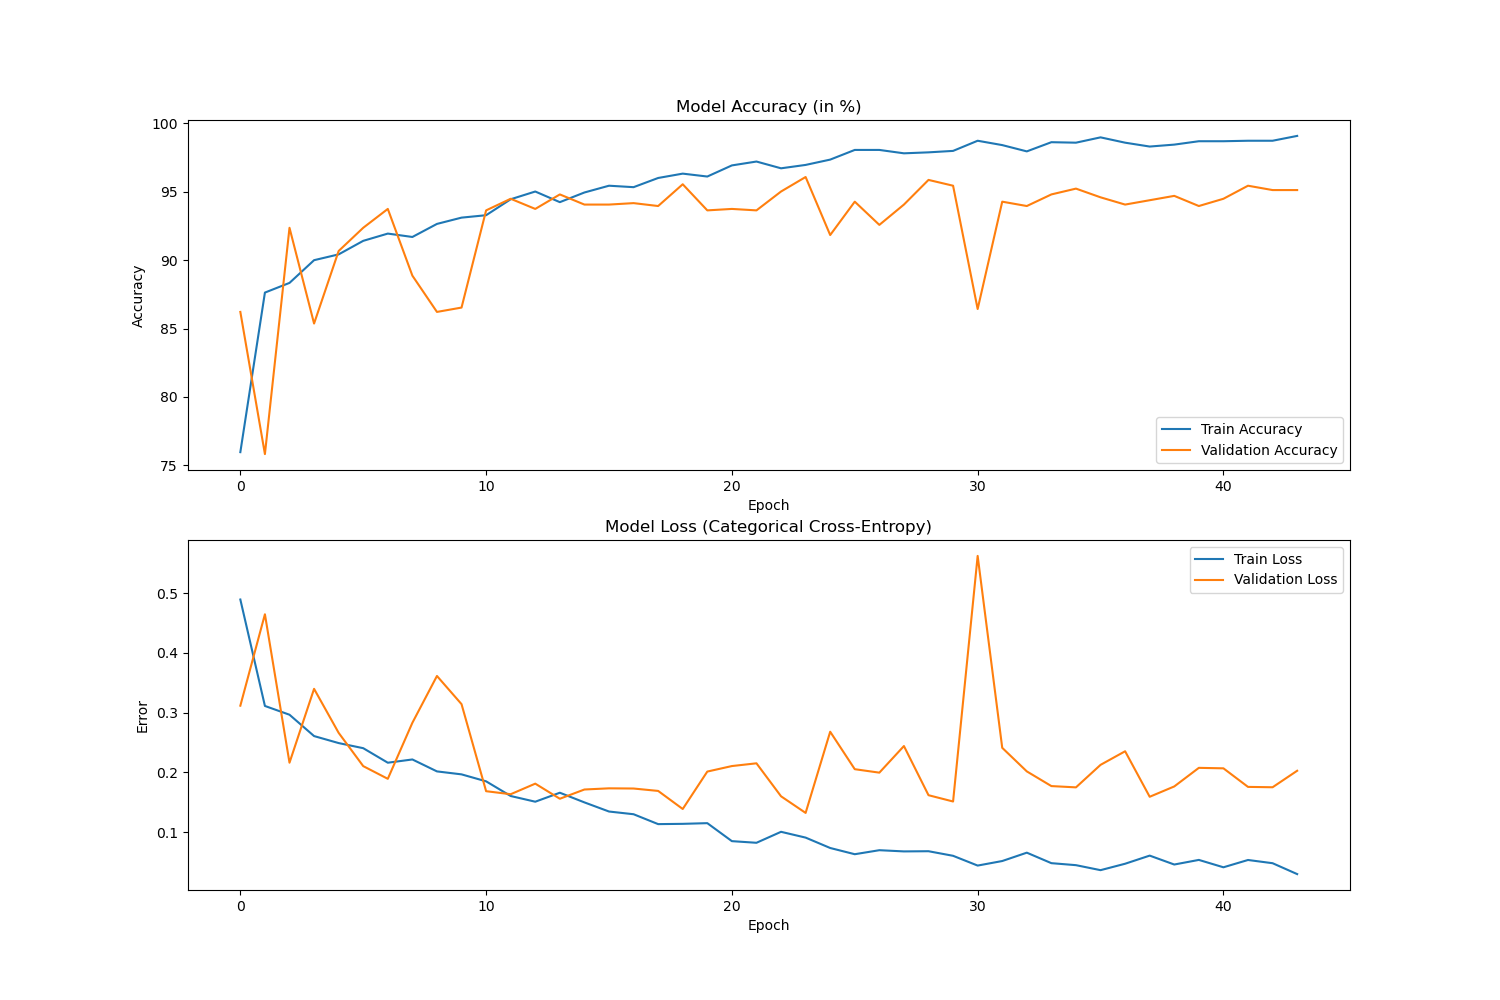 Model Accuracy (in %)
100
95
90
85
80
75
Accuracy
Train Accuracy
Validation Accuracy
0 10 20 30 40
Epoch
Model Loss (Categorical Cross-Entropy)
Train Loss
Validation Loss
0.5
0.4
0.3
0.2
0.1
Error
0 10 20 30 40
Epoch